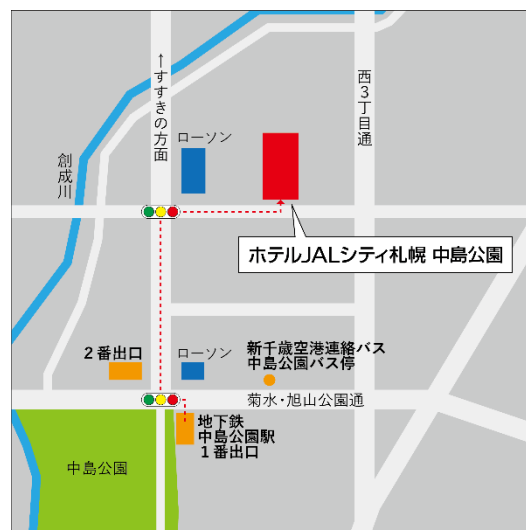 ↑すすきの方面
西3丁目通
ローソン
創成川
ホテルJALシティ札幌 中島公園
2番出口
ローソン
新千歳空港連絡バス
中島公園バス停
菊水・旭山公園通
地下鉄
中島公園駅
1番出口
中島公園